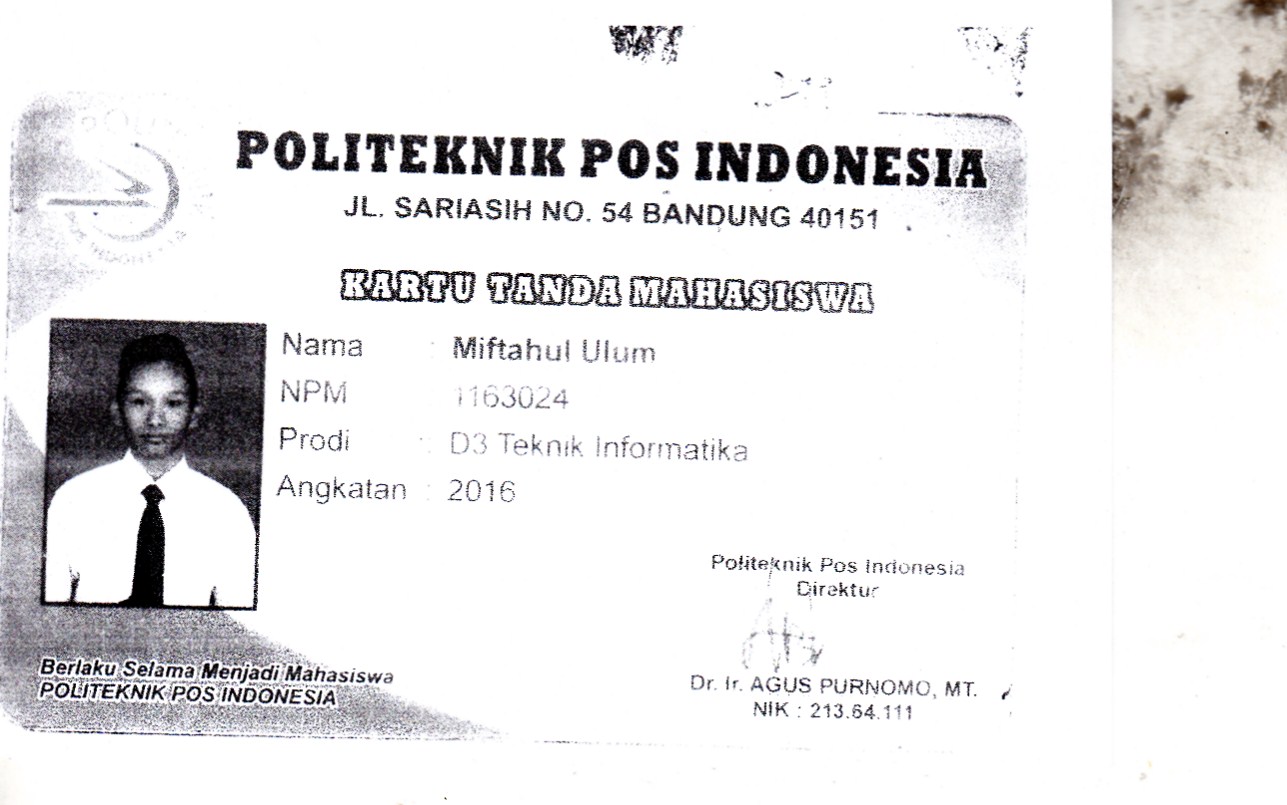 POLITEKNIK POS INDONESIA
JL. SARIASIH NO. 54 BANDUNG 40151
KARTU TANDA MAHASISWA
Nama : Miftahul Ulum
NPM 1163024
Prodi : D3 Teknik Informatika
Angkatan : 2016
Politeknik Pos Indonesia
Direktur
Dr. Ir. AGUS PURNOMO, MT.
NIK : 213.64.111
Berlaku Selama Menjadi Mahasiswa
POLITEKNIK POS INDONESIA